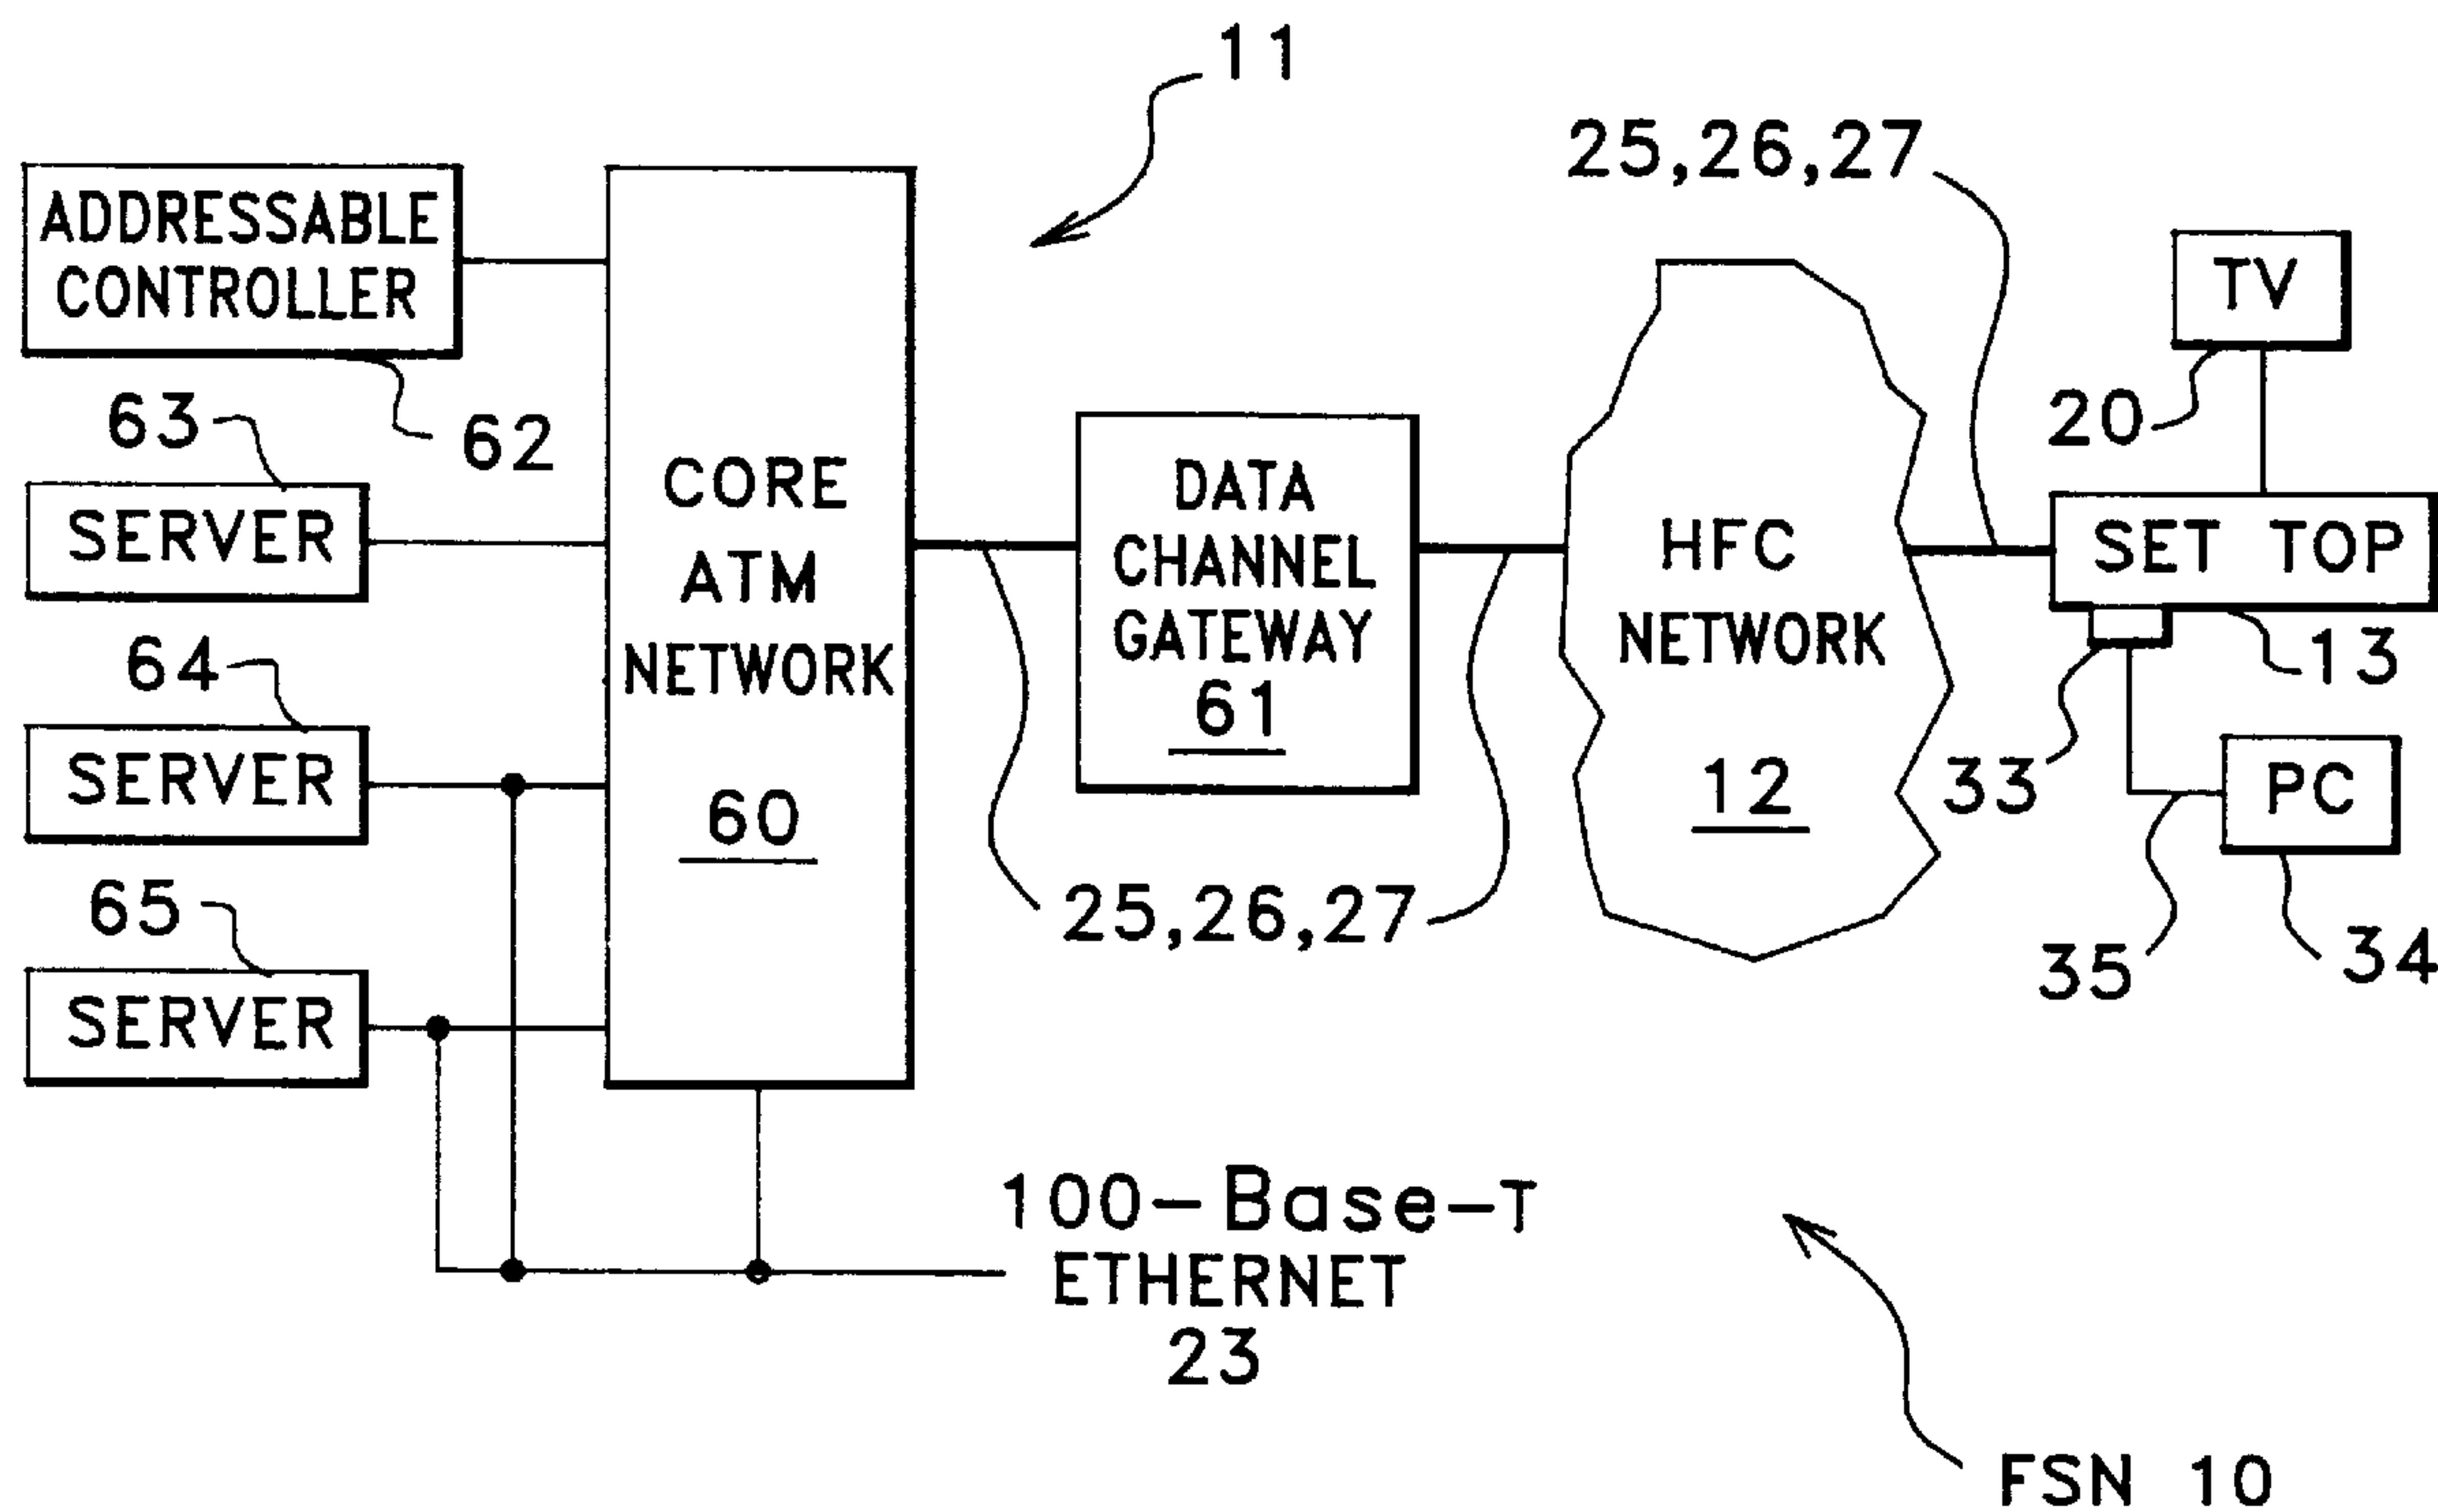 11
25,26,27
ADDRESSABLE
CONTROLLER
62
63
SERVER
64
SERVER
65
SERVER
CORE
ATM
NETWORK
60
DATA
CHANNEL
GATEWAY
61
25,26,27
HFC
NETWORK
12
TV
20
SET TOP
13
33
PC
34
35
100-Base-T
ETHERNET
23
FSN 10